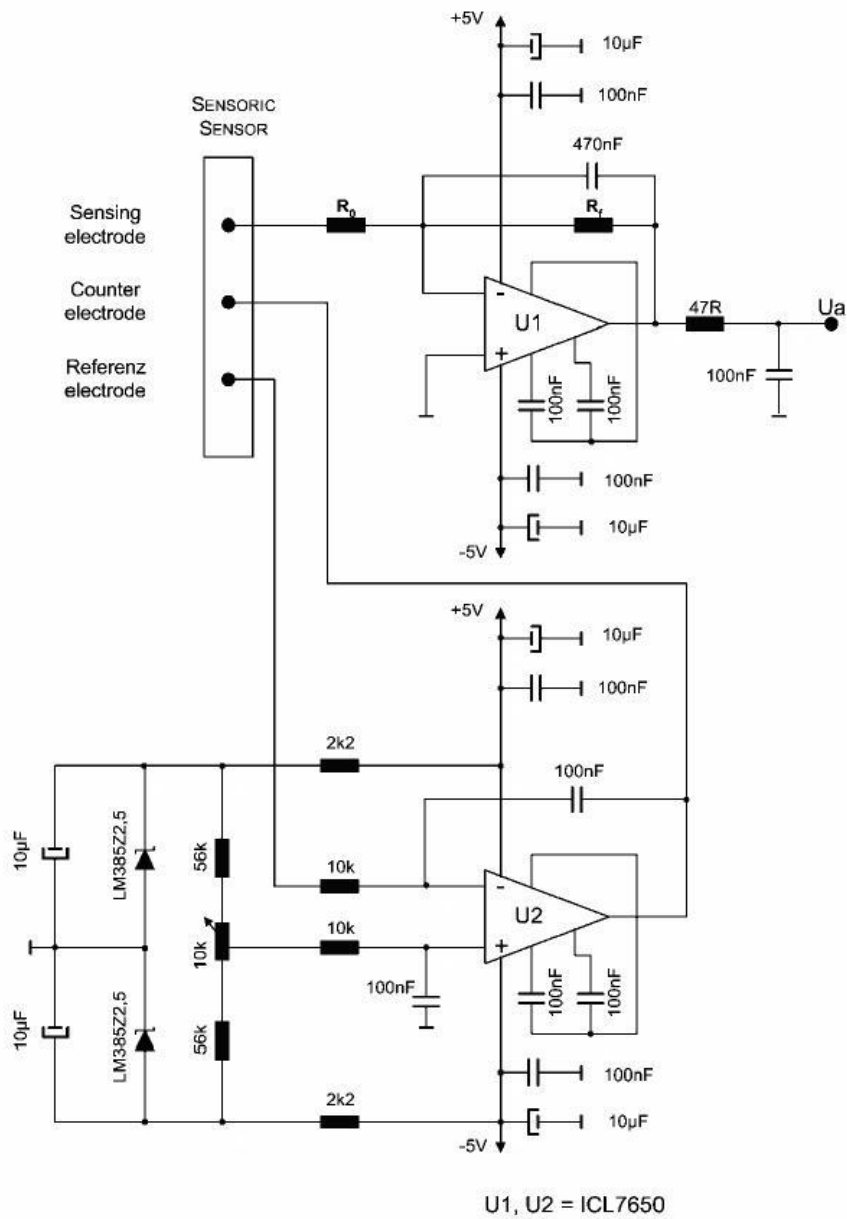 +5V
10µF
100nF
SENSORIC
SENSOR
470nF
Sensing
electrode
R0
Rf
Counter
electrode
-
U1
+
47R
Ua
Referenz
electrode
100nF
100nF
100nF
100nF
10µF
-5V
+5V
10µF
100nF
2k2
100nF
10µF
LM385Z2,5
56k
10k
-
U2
+
10k
10k
100nF
100nF
100nF
10µF
LM385Z2,5
56k
100nF
2k2
10µF
-5V
U1, U2 = ICL7650